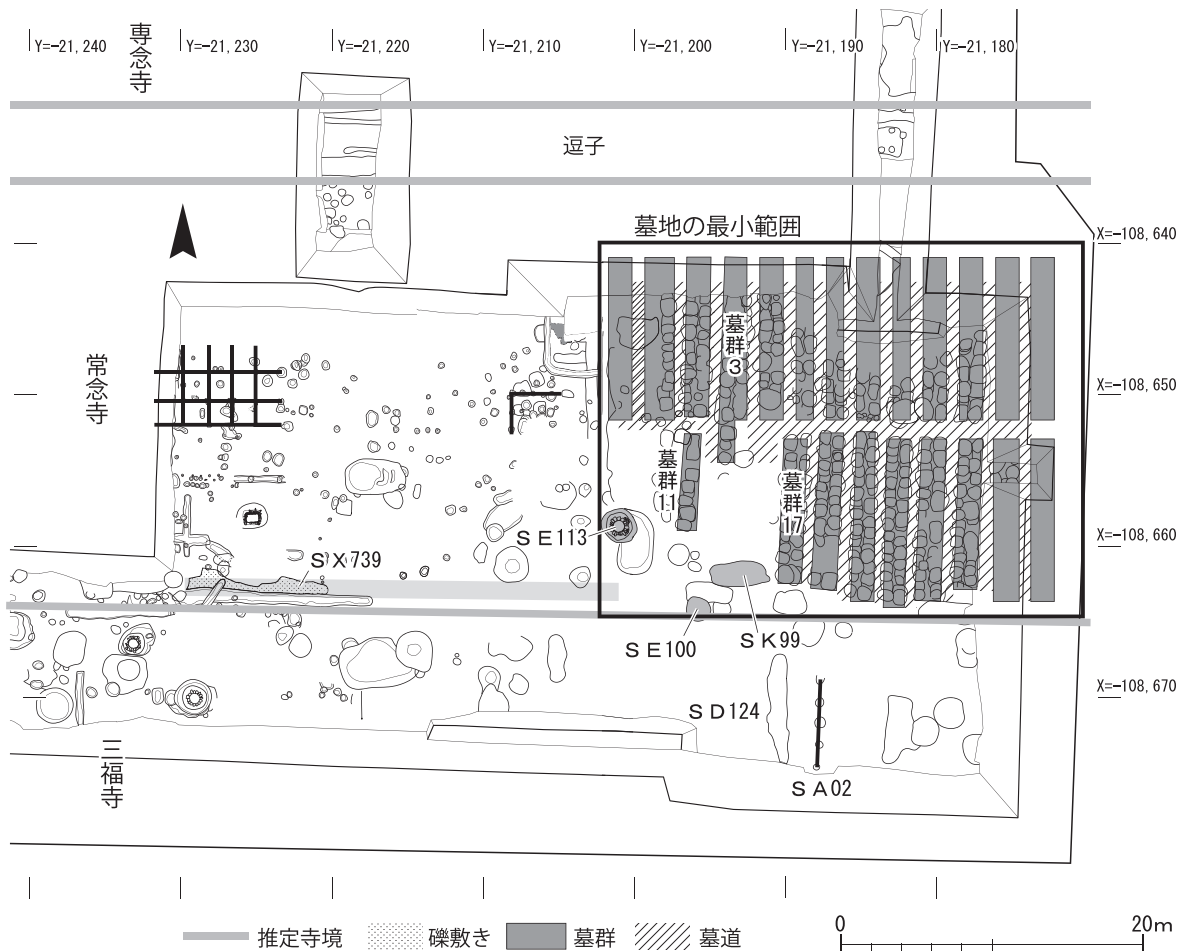 Y=-21,240
Y=-21,230
Y=-21,220
Y=-21,210
Y=-21,200
Y=-21,190
Y=-21,180
専念寺
逗子
墓地の最小範囲
X=-108,640
常念寺
墓群3
X=-108,650
墓群11
墓群17
SE113
X=-108,660
SX739
SE100
SK99
X=-108,670
SD124
三福寺
SA02
推定寺境
礫敷き
墓群
墓道
0
20m